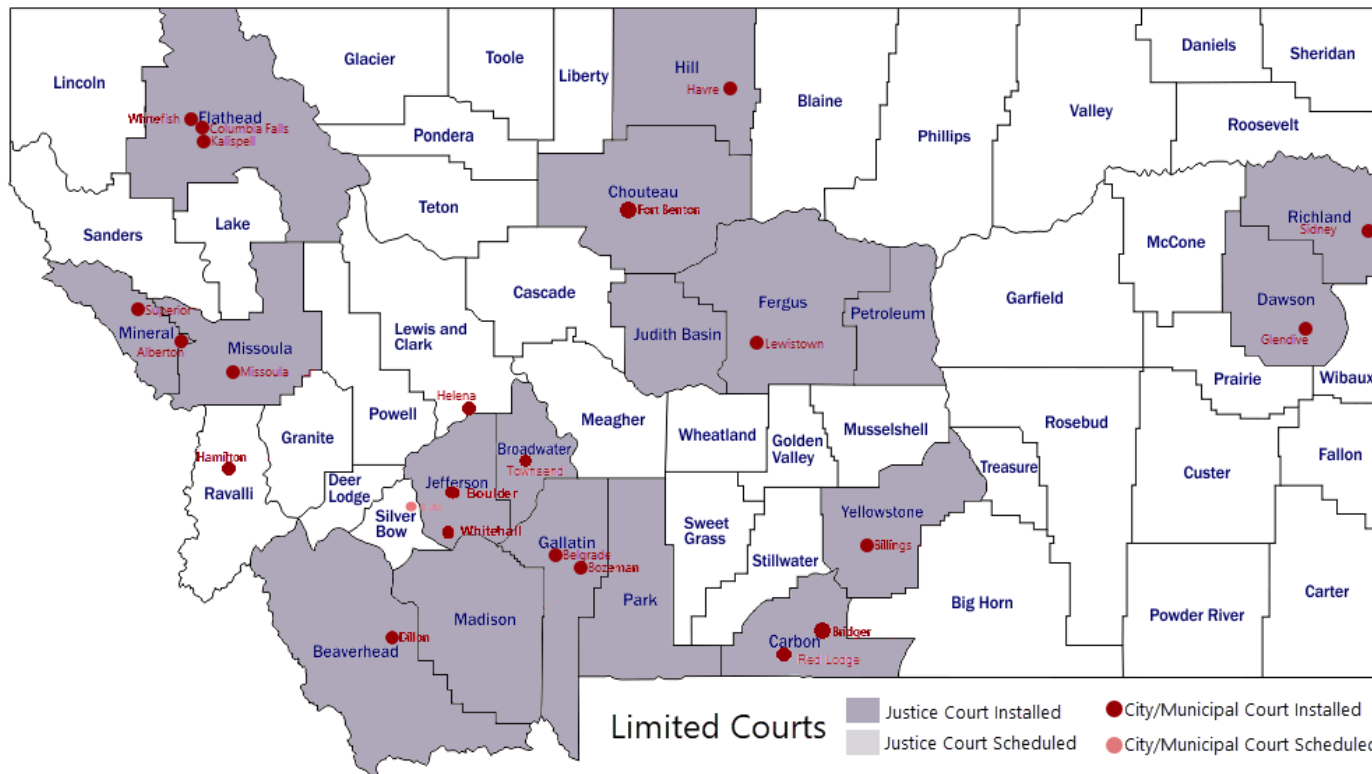 Daniels
Sheridan
Glacier
Toole
Liberty
Hill
Lincoln
Havre
Blaine
Valley
Whitefish
Flathead
Columbia Falls
Kalispell
Pondera
Phillips
Roosevelt
Chouteau
Fort Benton
Teton
Lake
Sanders
Richland
Sidney
McCone
Cascade
Garfield
Fergus
Petroleum
Dawson
Glendive
Superior
Mineral
Alberton
Missoula
Missoula
Lewis and
Clark
Judith Basin
Lewistown
Prairie
Wibaux
Helena
Powell
Meagher
Wheatland
Golden
Valley
Musselshell
Rosebud
Granite
Broadwater
Townsend
Hamilton
Ravalli
Deer
Lodge
Jefferson
Boulder
Treasure
Custer
Fallon
Silver
Bow
Whitehall
Gallatin
Belgrade
Bozeman
Sweet
Grass
Stillwater
Yellowstone
Billings
Park
Madison
Big Horn
Powder River
Carter
Dillon
Beaverhead
Carbon
Bridger
Red Lodge
Limited Courts
Justice Court Installed
Justice Court Scheduled
City/Municipal Court Installed
City/Municipal Court Scheduled